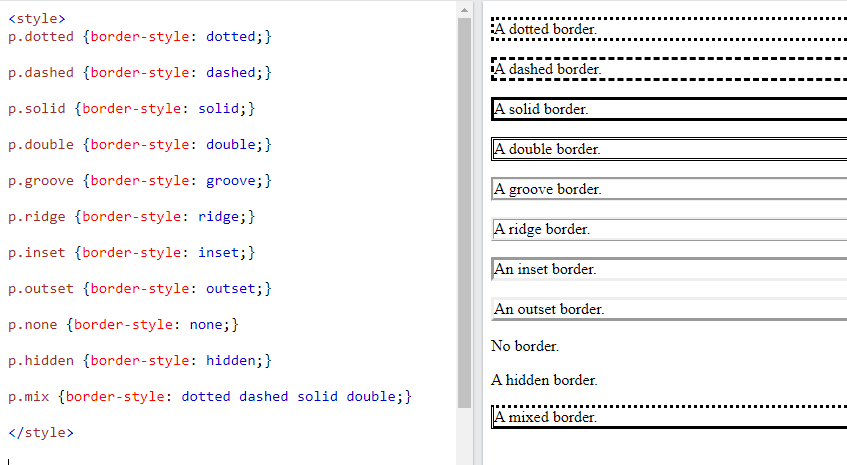 <style>
p.dotted {border-style: dotted;}
p.dashed {border-style: dashed;}
p.solid {border-style: solid;}
p.double {border-style: double;}
p.groove {border-style: groove;}
p.ridge {border-style: ridge;}
p.inset {border-style: inset;}
p.outset {border-style: outset;}
p.none {border-style: none;}
p.hidden {border-style: hidden;}
p.mix {border-style: dotted dashed solid double;}
</style>
A dotted border.
A dashed border.
A solid border.
A double border.
A groove border.
A ridge border.
An inset border.
An outset border.
No border.
A hidden border.
A mixed border.